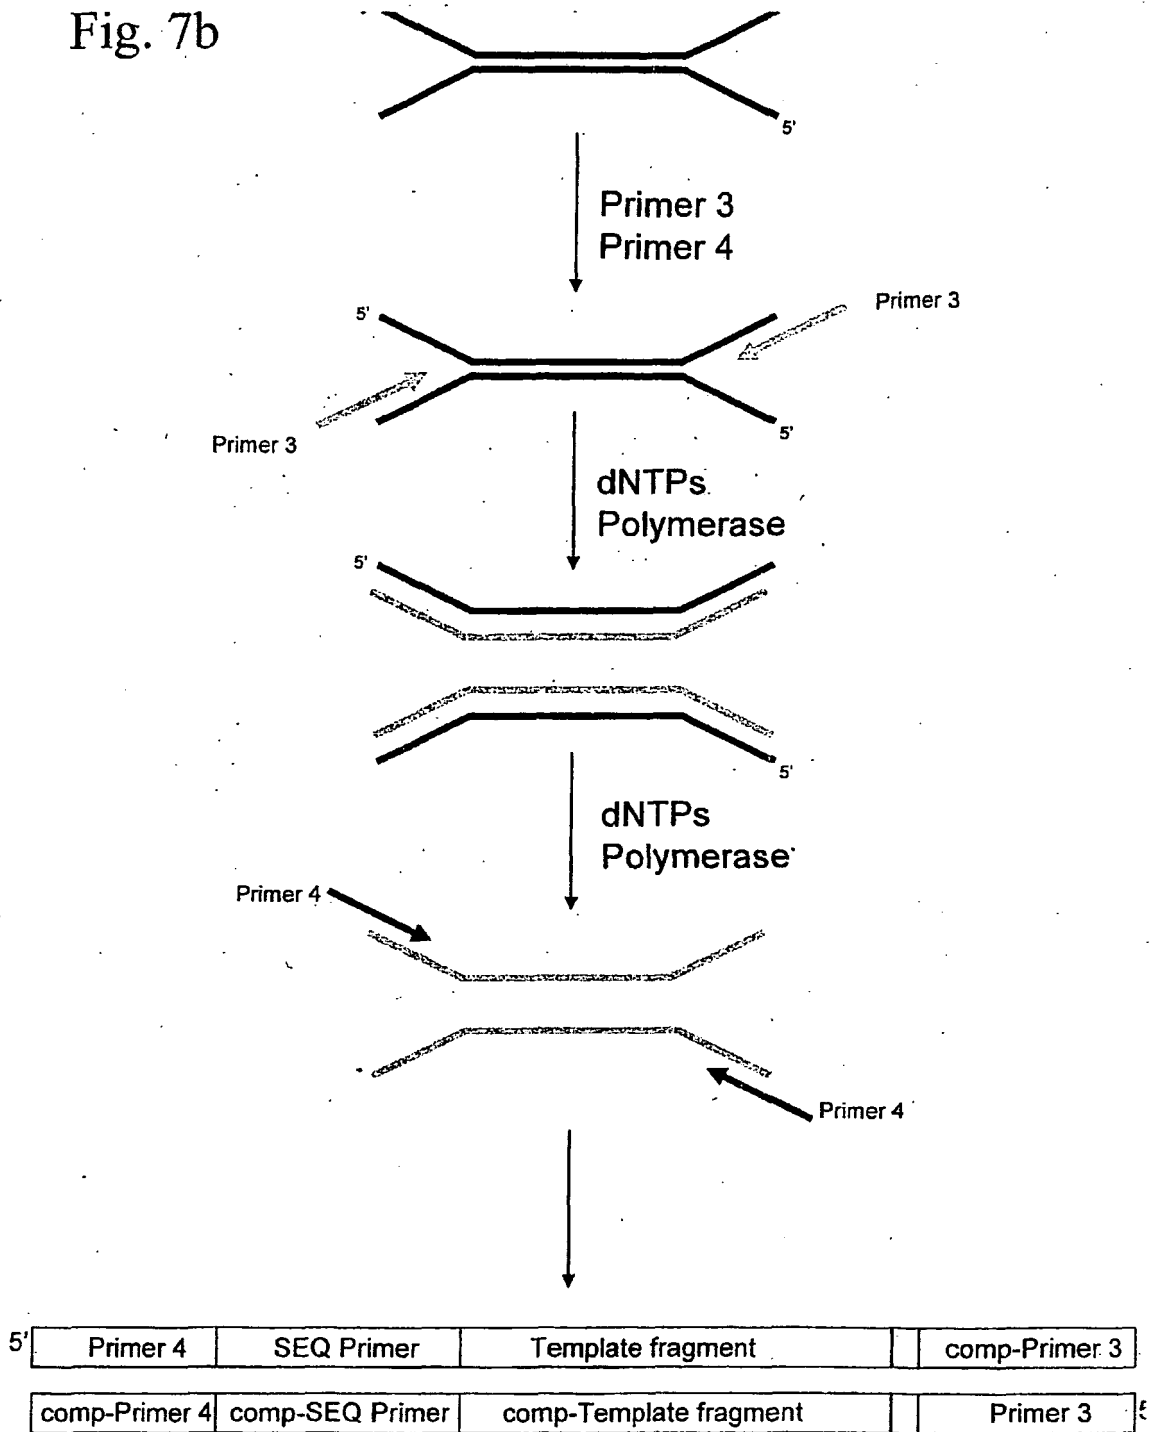 Fig. 7b
5'
Primer 3
Primer 4
5'
Primer 3
Primer 3
5'
dNTPs
Polymerase
5'
5'
dNTPs
Polymerase
Primer 4
Primer 4
5' Primer 4 SEQ Primer Template fragment comp-Primer 3
comp-Primer 4 comp-SEQ Primer comp-Template fragment Primer 3